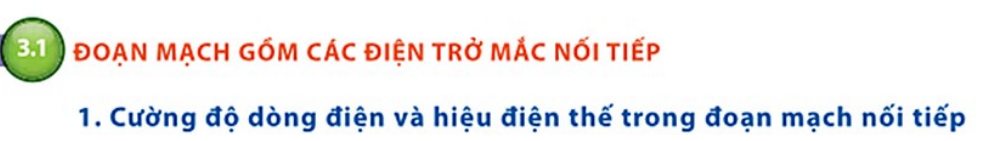 3.1 ĐOẠN MẠCH GỒM CÁC ĐIỆN TRỞ MẮC NỐI TIẾP
1. Cường độ dòng điện và hiệu điện thế trong đoạn mạch nối tiếp